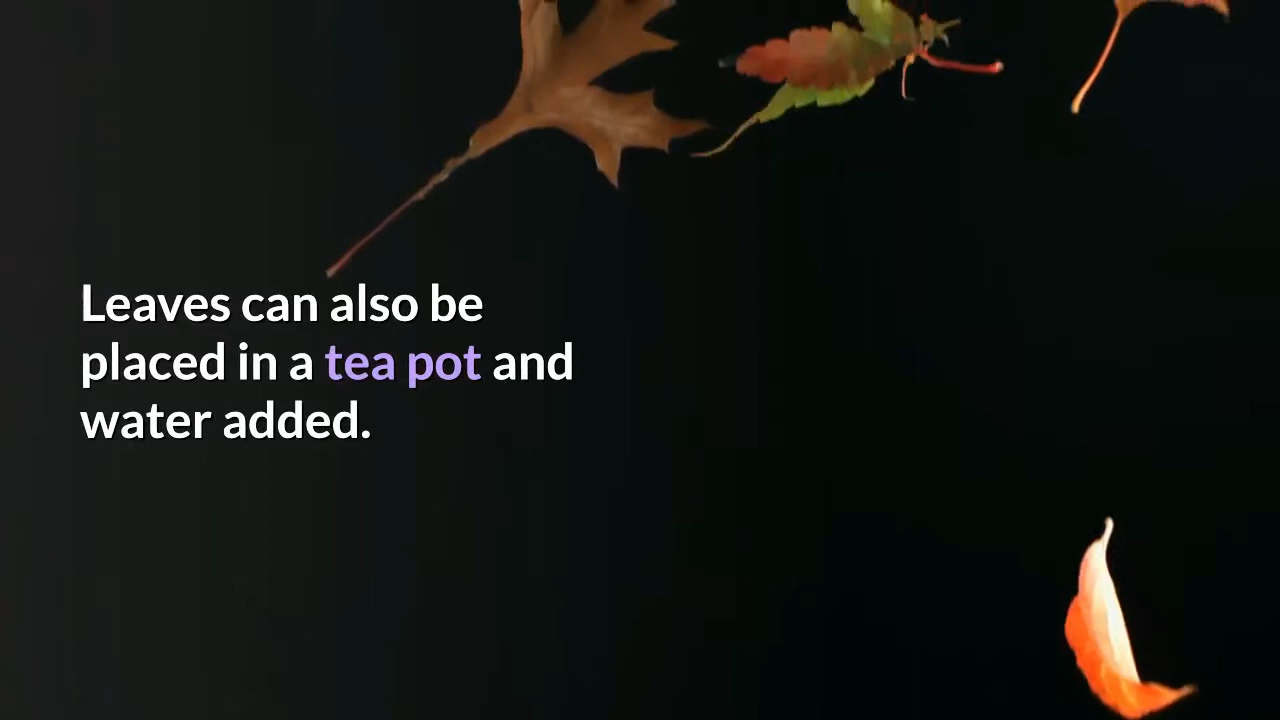 Leaves can also be
placed in a tea pot and
water added.